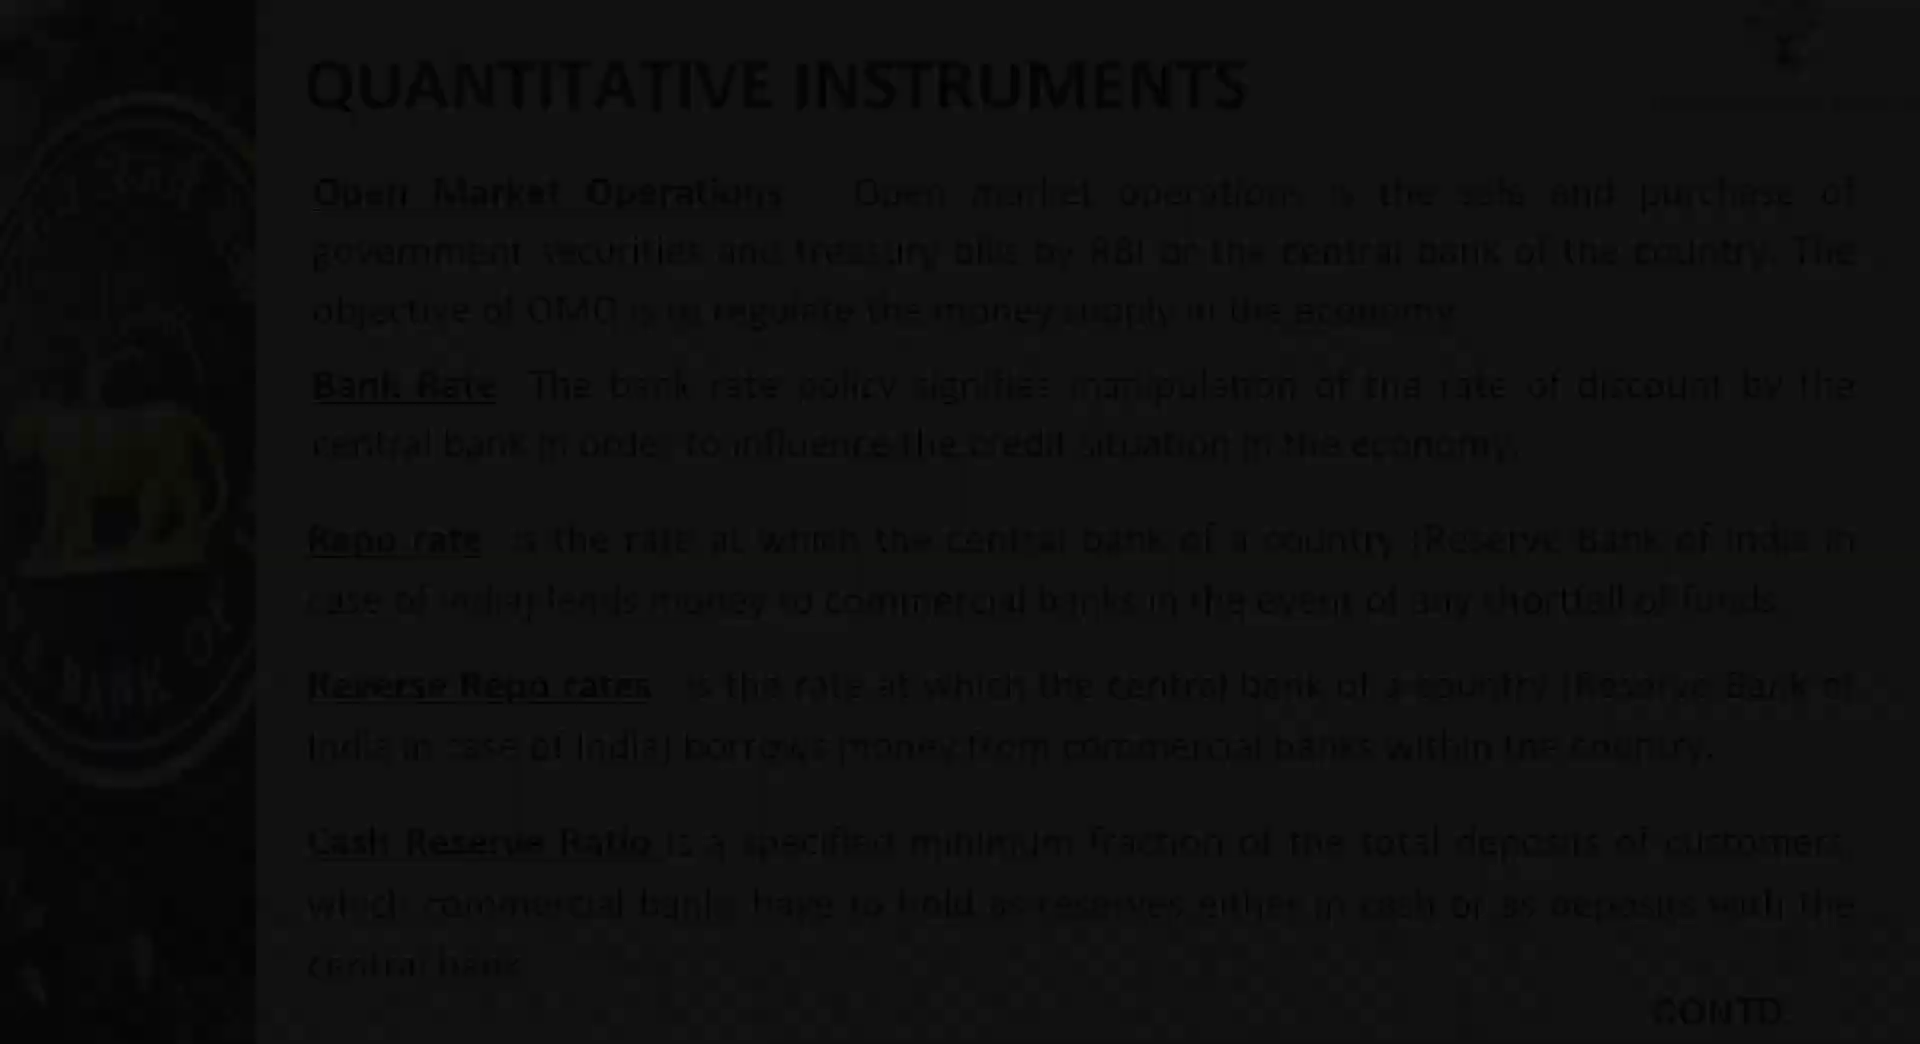 QUANTITATIVE INSTRUMENTS
Open Market Operations Open market operations is the sale and purchase of
government securities and treasury bills by RBI or the central bank of the country. The
objective of OMO is to regulate the money supply in the economy
Bank Rate The bank rate policy signifies manipulation of the rate of discount by the
central bank in order to influence the credit situation in the economy.
Repo rate is the rate at which the central bank of a country (Reserve Bank of India in
case of India) lends money to commercial banks in the event of any shortfall of funds.
Reverse Repo rates is the rate at which the central bank of a country (Reserve Bank of
India in case of India) borrows money from commercial banks within the country.
Cash Reserve Ratio is a specified minimum fraction of the total deposits of customers,
which commercial banks have to hold as reserves either in cash or as deposits with the
central bank
CONTD.
BANK OF